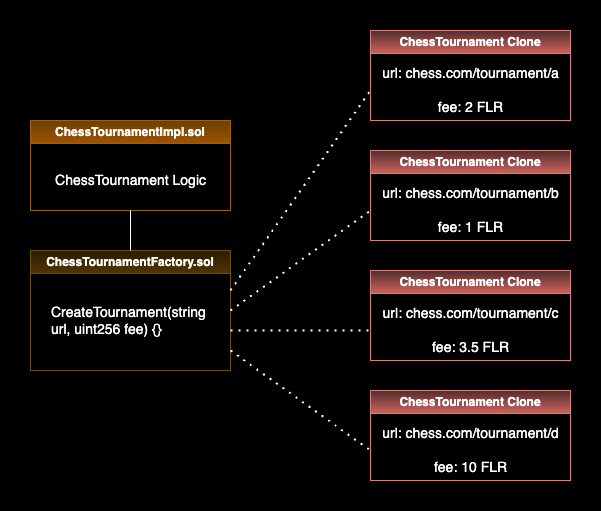 ChessTournamentImpl.sol
ChessTournament Logic
ChessTournamentFactory.sol
CreateTournament(string
url, uint256 fee) {}
ChessTournament Clone
url: chess.com/tournament/a
fee: 2 FLR
ChessTournament Clone
url: chess.com/tournament/b
fee: 1 FLR
ChessTournament Clone
url: chess.com/tournament/c
fee: 3.5 FLR
ChessTournament Clone
url: chess.com/tournament/d
fee: 10 FLR